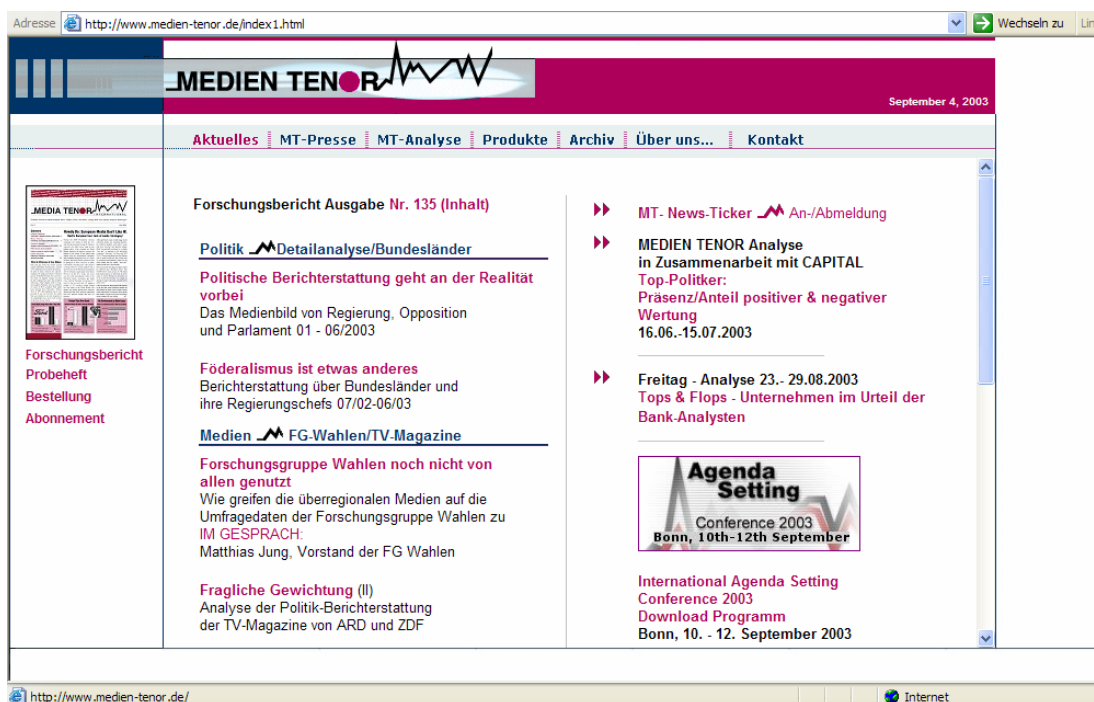 Adresse http://www.medien-tenor.de/index1.html Wechseln zu
MEDIEN TENOR
September 4, 2003
Aktuelles MT-Presse MT-Analyse Produkte Archiv Über uns... Kontakt
MEDIA TENOR
Forschungsbericht
Probeheft
Bestellung
Abonnement
Forschungsbericht Ausgabe Nr. 135 (Inhalt)
Politik Detailanalyse/Bundesländer
Politische Berichterstattung geht an der Realität
vorbei
Das Medienbild von Regierung, Opposition
und Parlament 01 - 06/2003
Föderalismus ist etwas anderes
Berichterstattung über Bundesländer und
ihre Regierungschefs 07/02-06/03
Medien FG-Wahlen/TV-Magazine
Forschungsgruppe Wahlen noch nicht von
allen genutzt
Wie greifen die überregionalen Medien auf die
Umfragedaten der Forschungsgruppe Wahlen zu
IM GESPRACH:
Matthias Jung, Vorstand der FG Wahlen
Fragliche Gewichtung (II)
Analyse der Politik-Berichterstattung
der TV-Magazine von ARD und ZDF
MT- News-Ticker An-/Abmeldung
MEDIEN TENOR Analyse
in Zusammenarbeit mit CAPITAL
Top-Politker:
Präsenz/Anteil positiver & negativer
Wertung
16.06.-15.07.2003
Freitag - Analyse 23.- 29.08.2003
Tops & Flops - Unternehmen im Urteil der
Bank-Analysten
Agenda
Setting
Conference 2003
Bonn, 10th-12th September
International Agenda Setting
Conference 2003
Download Programm
Bonn, 10. - 12. September 2003
http://www.medien-tenor.de/ Internet